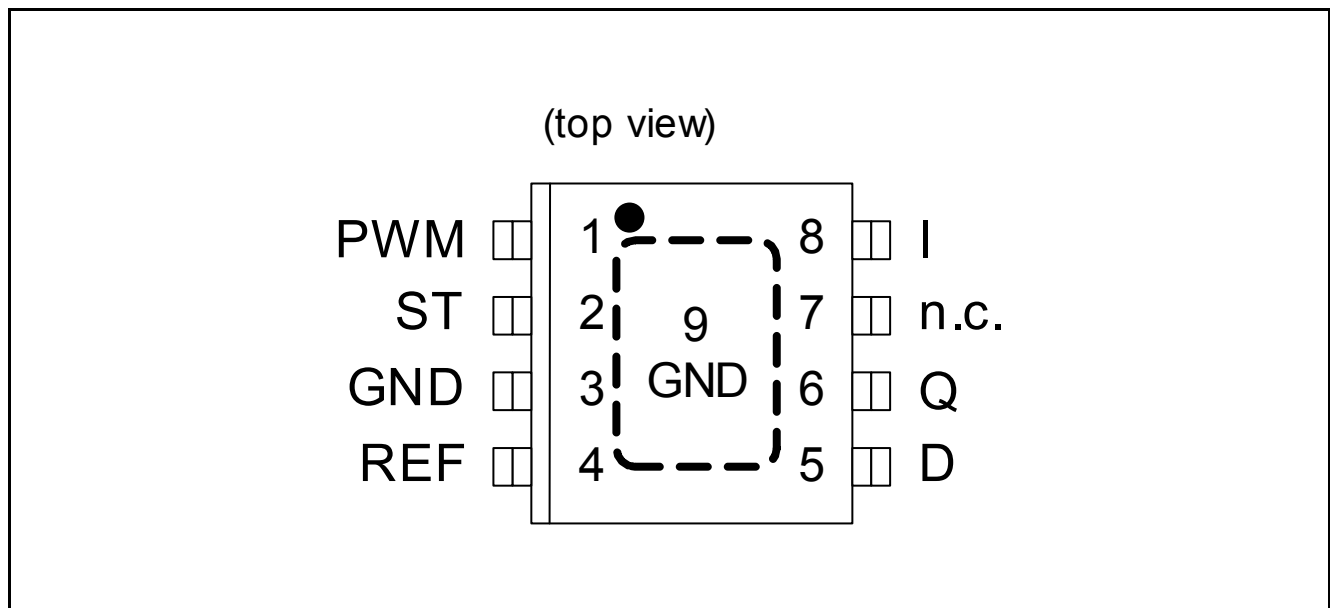 (top view)
PWM 1 8 I
ST 2 7 n.c.
9
GND 3 GND 6 Q
REF 4 5 D